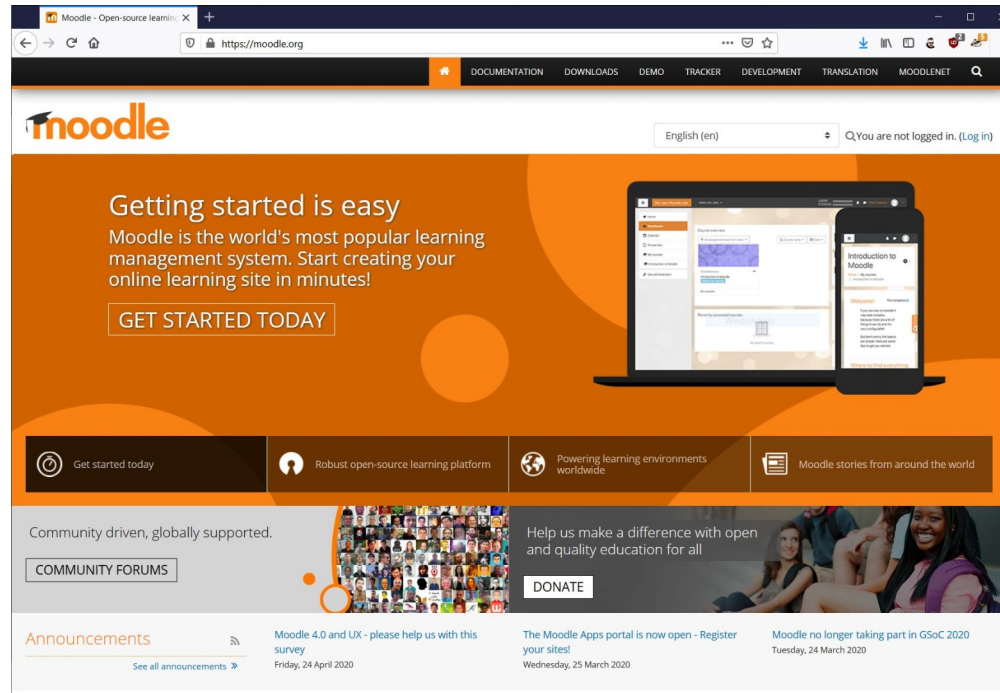 Moodle - Open-source learning
https://moodle.org
DOCUMENTATION DOWNLOADS DEMO TRACKER DEVELOPMENT TRANSLATION MOODLENET
moodle
English (en)
You are not logged in. (Log in)
Getting started is easy
Moodle is the world's most popular learning
management system. Start creating your
online learning site in minutes!
GET STARTED TODAY
Introduction to
Moodle
Welcome!
Where to find everything
Get started today
Robust open-source learning platform
Powering learning environments
worldwide
Moodle stories from around the world
Community driven, globally supported.
COMMUNITY FORUMS
Help us make a difference with open
and quality education for all
DONATE
Announcements
See all announcements
Moodle 4.0 and UX - please help us with this
survey
Friday, 24 April 2020
The Moodle Apps portal is now open - Register
your sites!
Wednesday, 25 March 2020
Moodle no longer taking part in GSoC 2020
Tuesday, 24 March 2020